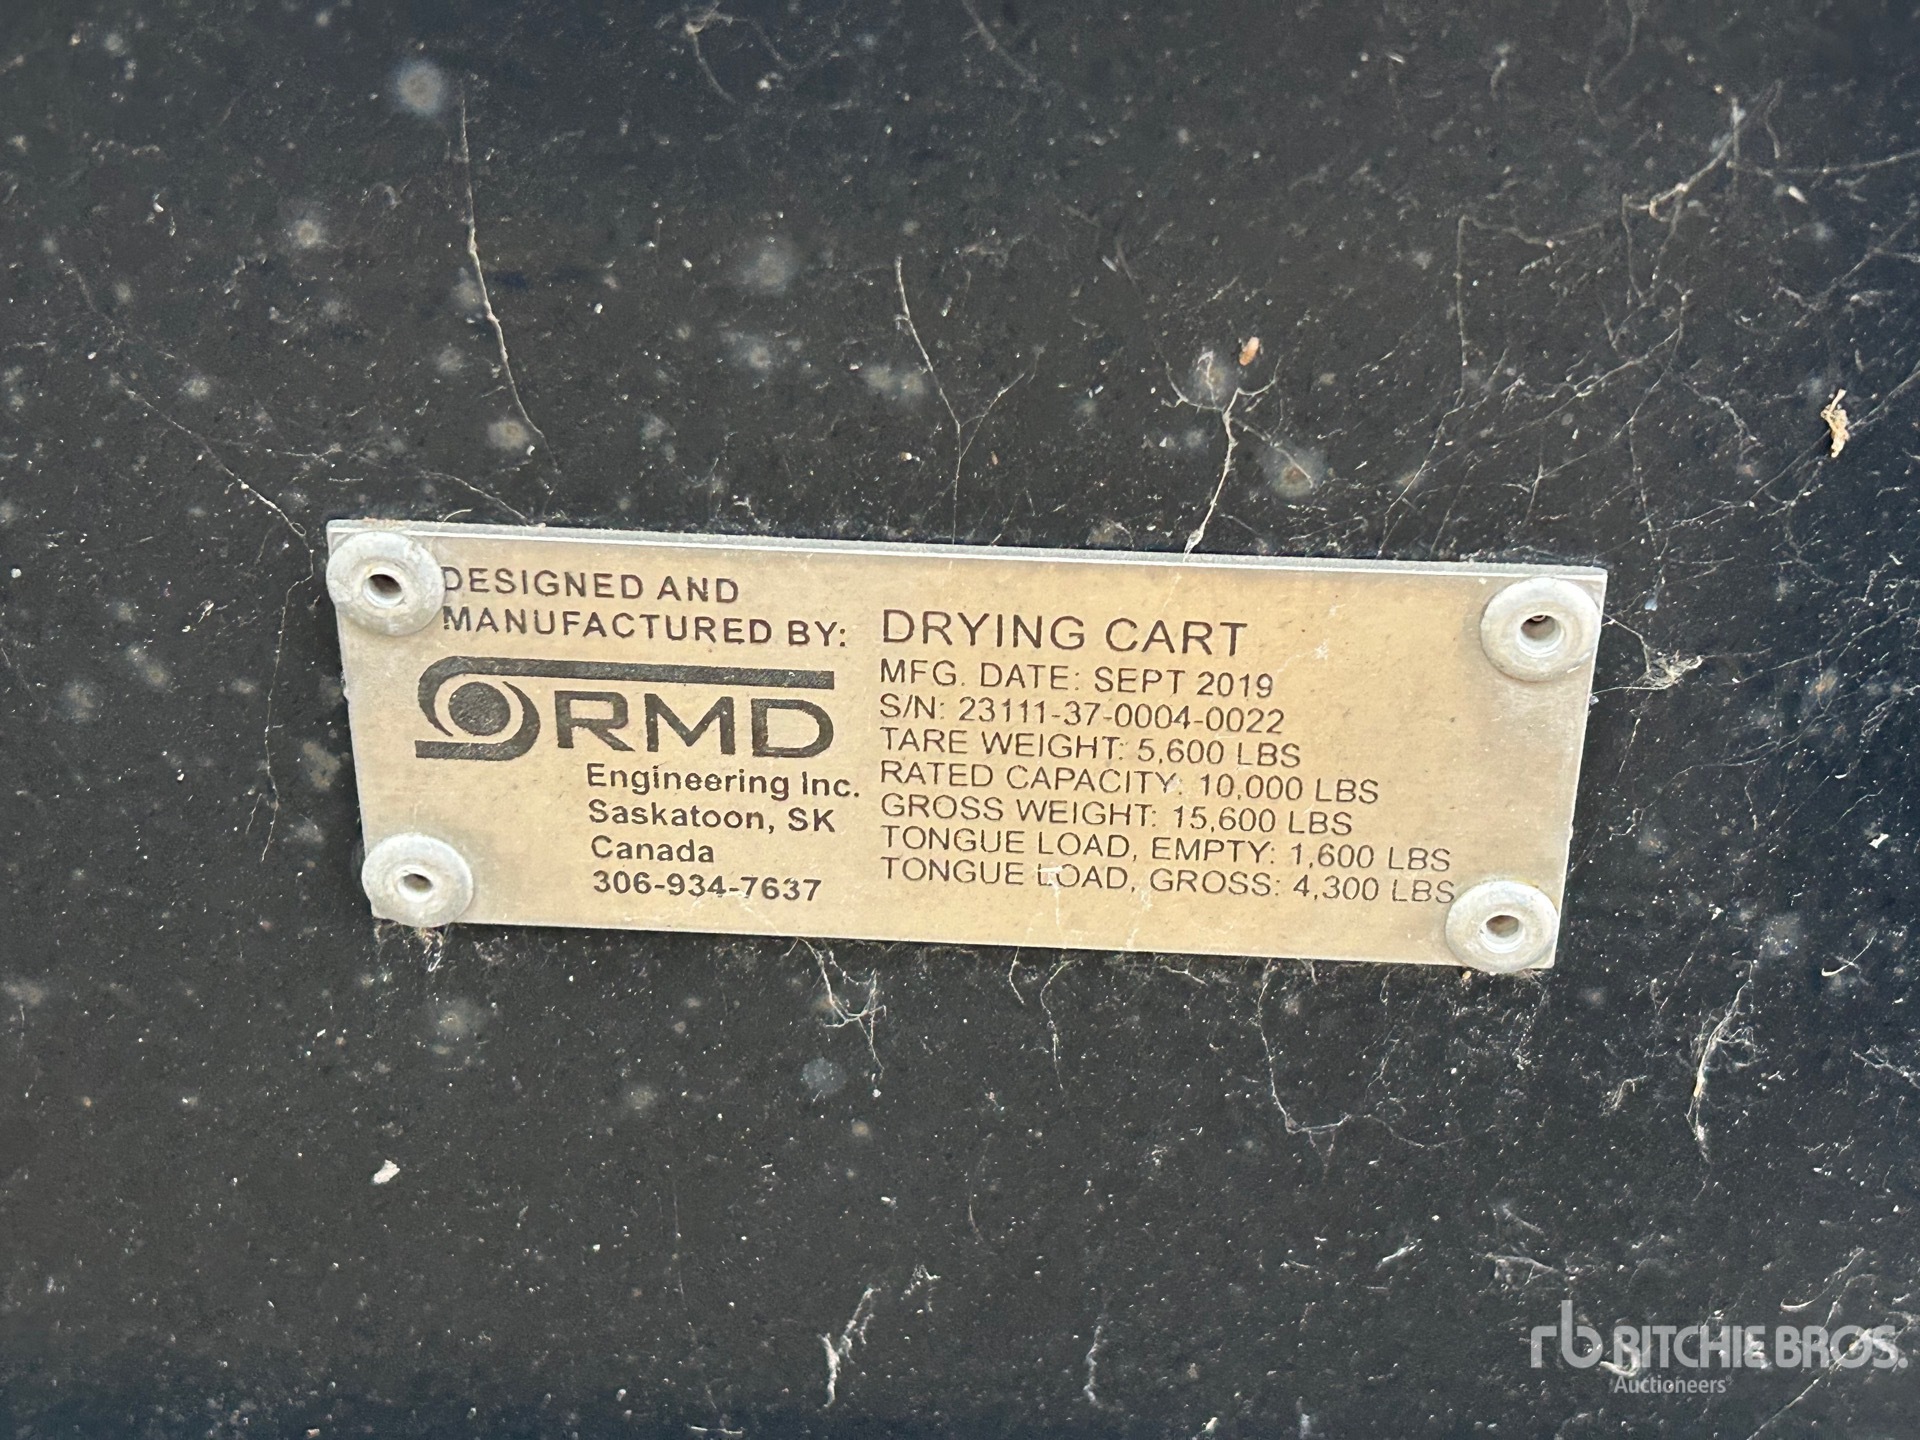 DESIGNED AND
MANUFACTURED BY:
RMD
Engineering Inc.
Saskatoon, SK
Canada
306-934-7637
DRYING CART
MFG. DATE: SEPT 2019
S/N: 23111-37-0004-0022
TARE WEIGHT: 5,600 LBS
RATED CAPACITY: 10,000 LBS
GROSS WEIGHT: 15,600 LBS
TONGUE LOAD, EMPTY: 1,600 LBS
TONGUE LOAD, GROSS: 4,300 LBS
rb RITCHIE BROS.
Auctioneers